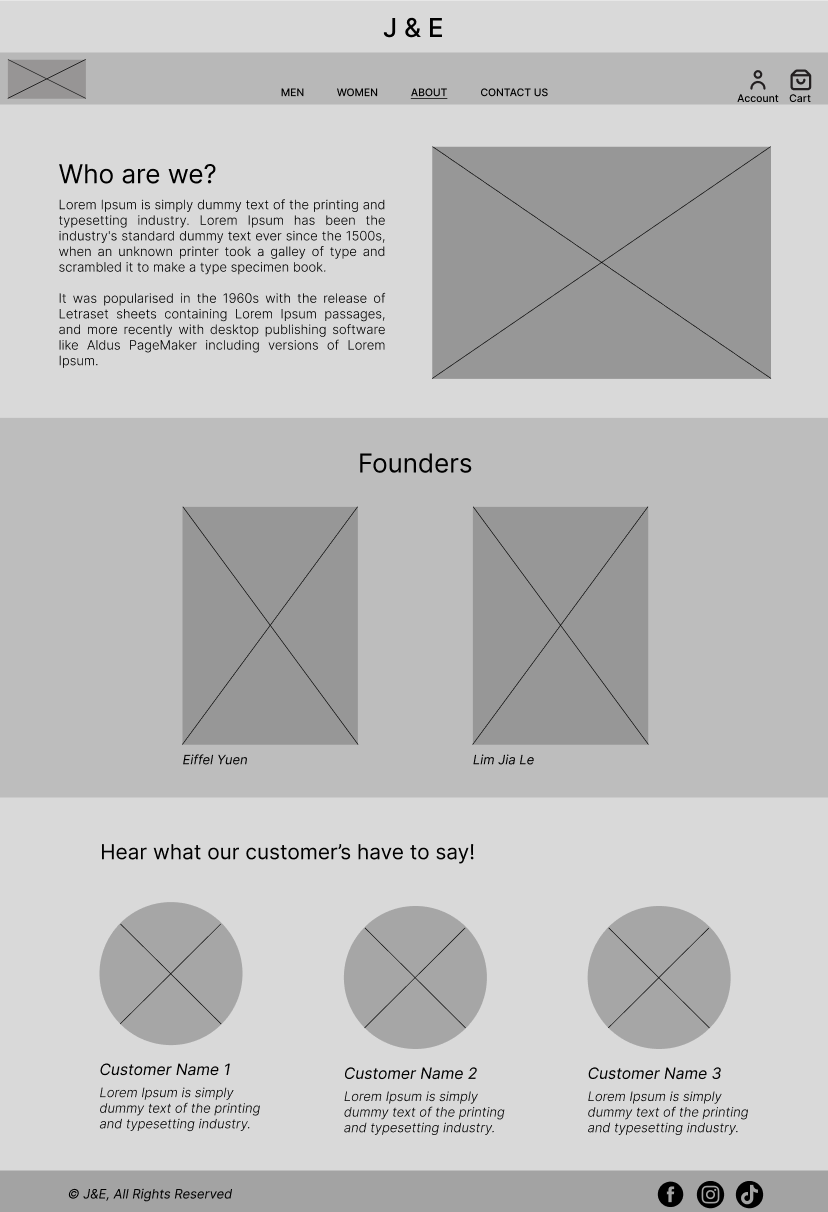 J & E
MEN WOMEN ABOUT CONTACT US
Account Cart
Who are we?
Lorem Ipsum is simply dummy text of the printing and
typesetting industry. Lorem Ipsum has been the
industry's standard dummy text ever since the 1500s,
when an unknown printer took a galley of type and
scrambled it to make a type specimen book.
It was popularised in the 1960s with the release of
Letraset sheets containing Lorem Ipsum passages,
and more recently with desktop publishing software
like Aldus PageMaker including versions of Lorem
Ipsum.
Founders
Eiffel Yuen
Lim Jia Le
Hear what our customer’s have to say!
Customer Name 1
Lorem Ipsum is simply
dummy text of the printing
and typesetting industry.
Customer Name 2
Lorem Ipsum is simply
dummy text of the printing
and typesetting industry.
Customer Name 3
Lorem Ipsum is simply
dummy text of the printing
and typesetting industry.
© J&E, All Rights Reserved